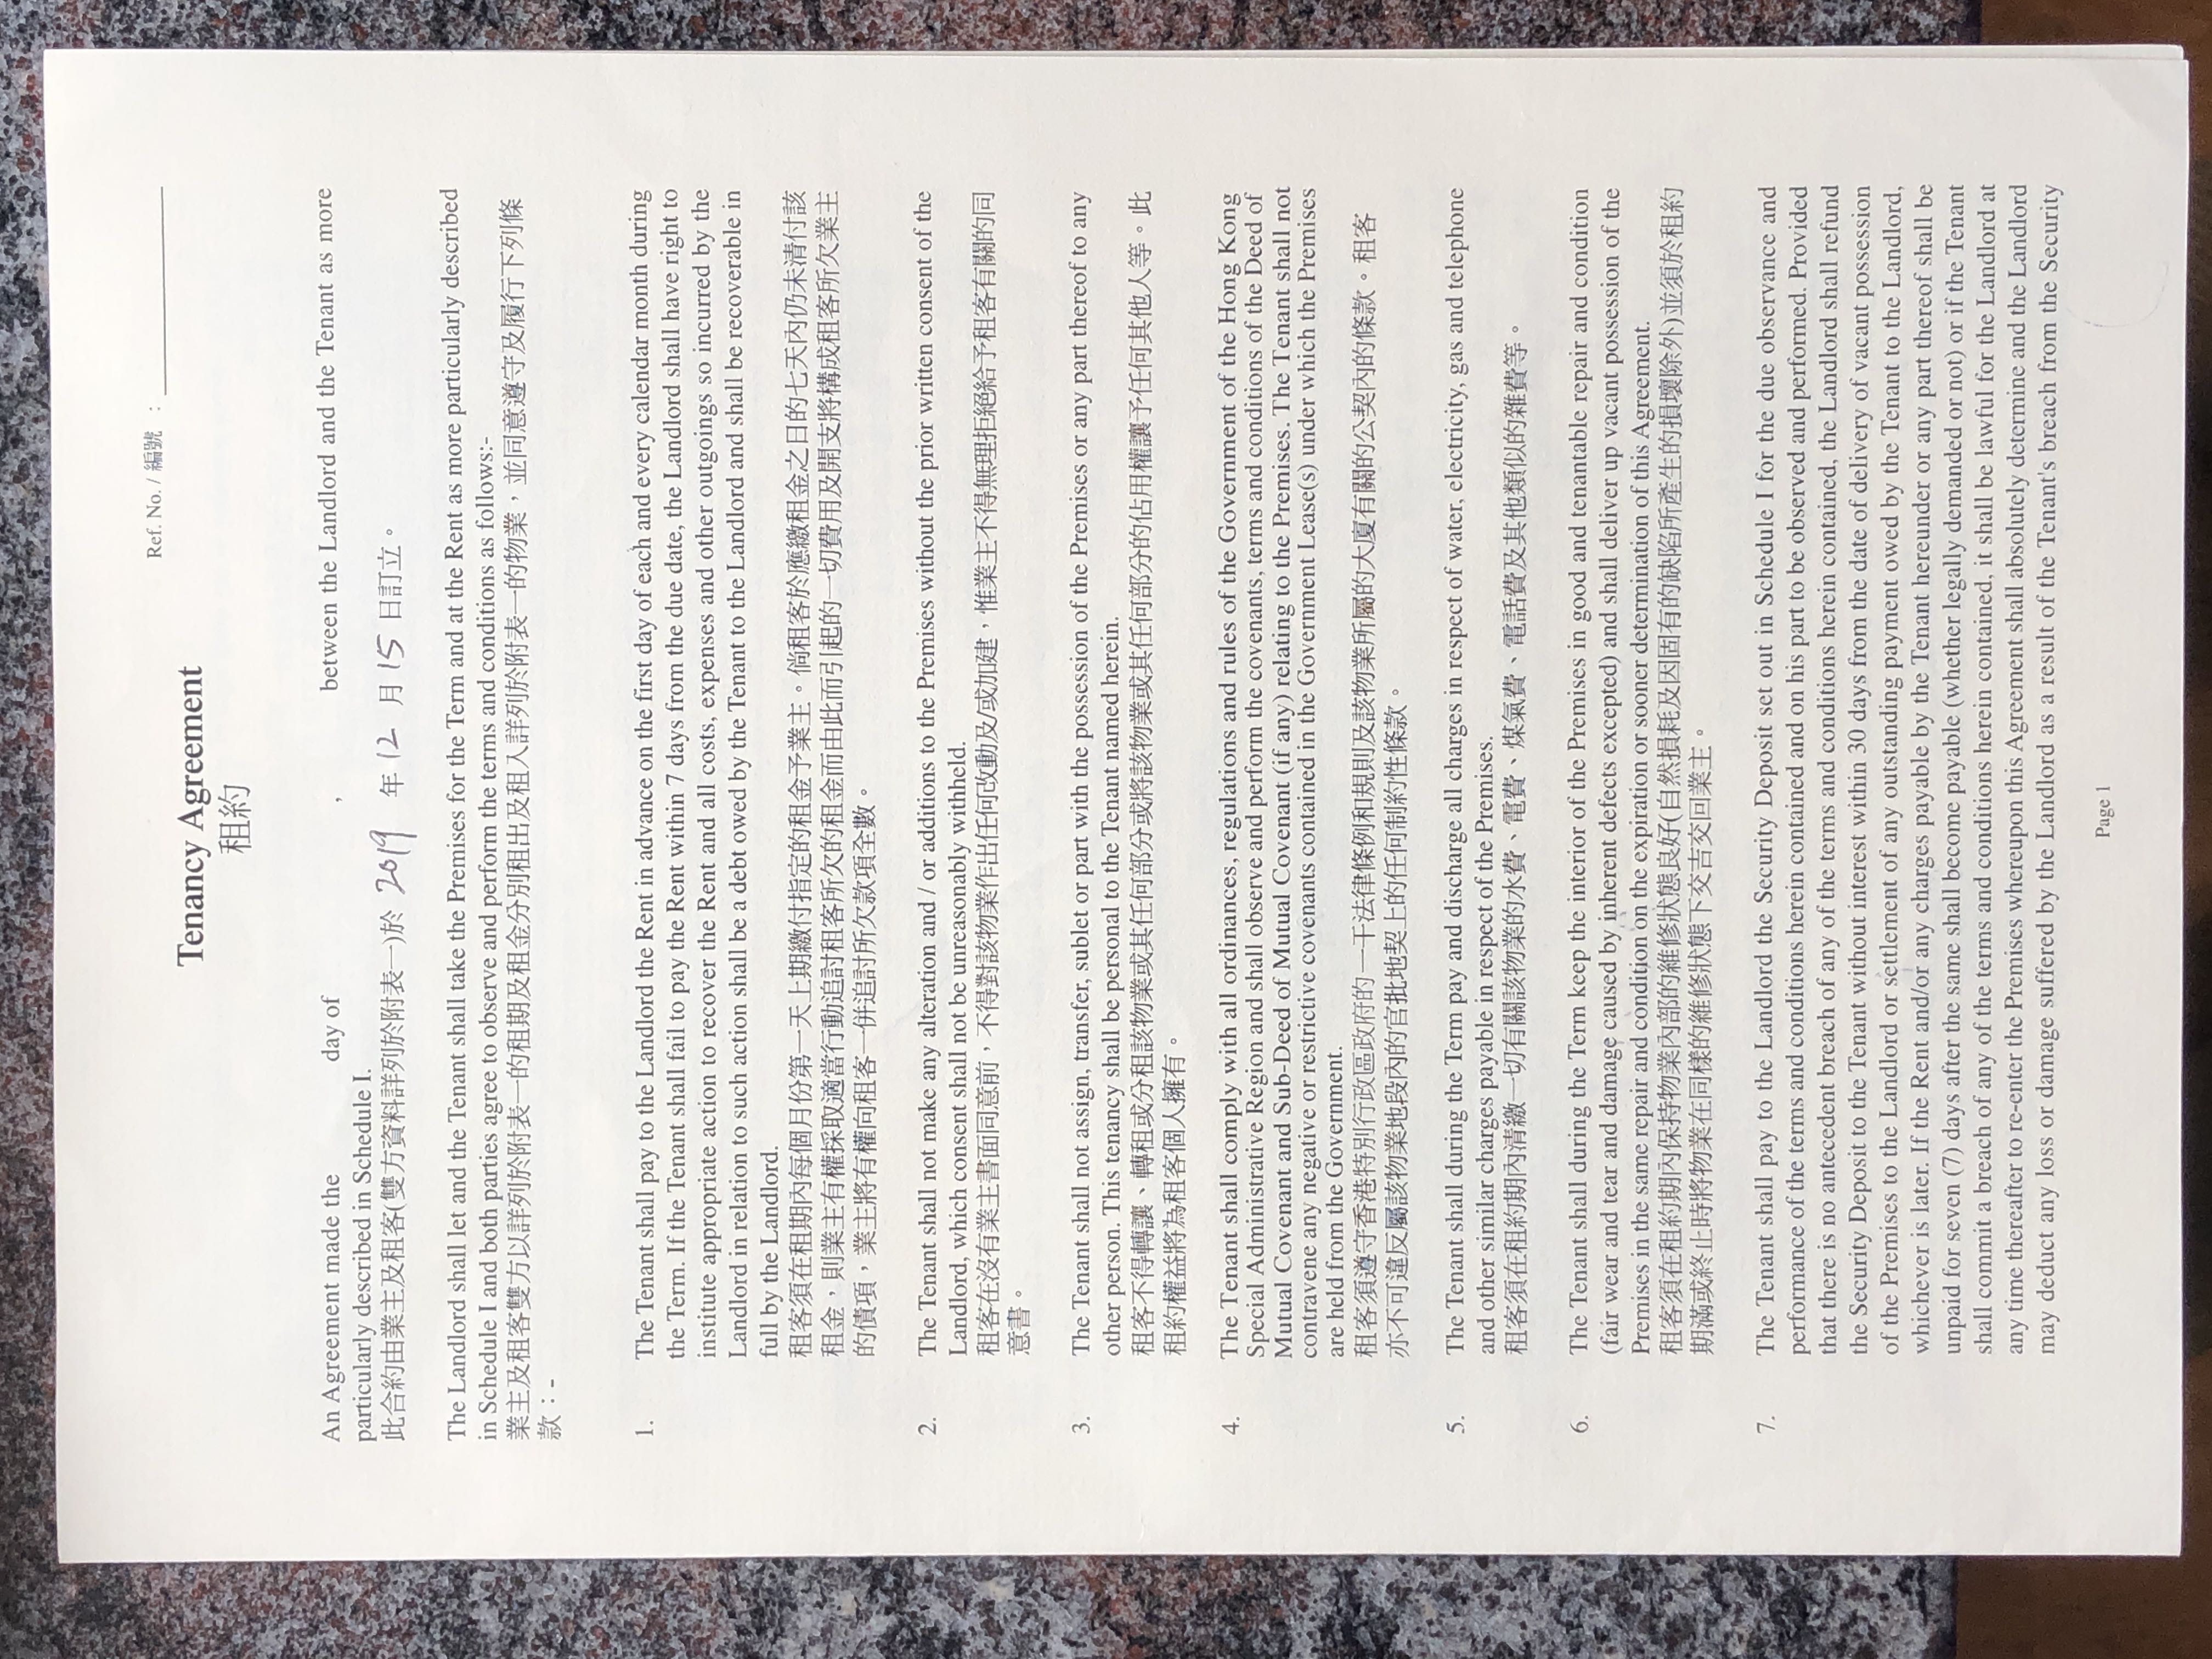 Ref. No. / 編號 :
Tenancy Agreement
租約
An Agreement made the day of , between the Landlord and the Tenant as more
particularly described in Schedule I.
此合約由業主及租客(雙方資料詳列於附表一)於 2019 年 12 月 15 日訂立。
The Landlord shall let and the Tenant shall take the Premises for the Term and at the Rent as more particularly described
in Schedule I and both parties agree to observe and perform the terms and conditions as follows:-
業主及租客雙方以詳列於附表一的租期及租金分別租出及租入詳列於附表一的物業，並同意遵守及履行下列條
款：-
1. The Tenant shall pay to the Landlord the Rent in advance on the first day of each and every calendar month during
the Term. If the Tenant shall fail to pay the Rent within 7 days from the due date, the Landlord shall have right to
institute appropriate action to recover the Rent and all costs, expenses and other outgoings so incurred by the
Landlord in relation to such action shall be a debt owed by the Tenant to the Landlord and shall be recoverable in
full by the Landlord.
租客須在租期內每個月份第一天上期繳付指定的租金予業主。倘租客於應繳租金之日的七天內仍未清付該
租金，則業主有權採取適當行動追討租客所欠的租金而由此而引起的一切費用及開支將構成租客所欠業主
的債項，業主將有權向租客一併追討所欠款項全數。
2. The Tenant shall not make any alteration and / or additions to the Premises without the prior written consent of the
Landlord, which consent shall not be unreasonably withheld.
租客在沒有業主書面同意前，不得對該物業作出任何改動及/或加建，惟業主不得無理拒絕給予租客有關的同
意書。
3. The Tenant shall not assign, transfer, sublet or part with the possession of the Premises or any part thereof to any
other person. This tenancy shall be personal to the Tenant named herein.
租客不得轉讓、轉租或分租該物業或其任何部分或將該物業或其任何部分的佔用權讓予任何其他人等。此
租約權益將為租客個人擁有。
4. The Tenant shall comply with all ordinances, regulations and rules of the Government of the Hong Kong
Special Administrative Region and shall observe and perform the covenants, terms and conditions of the Deed of
Mutual Covenant and Sub-Deed of Mutual Covenant (if any) relating to the Premises. The Tenant shall not
contravene any negative or restrictive covenants contained in the Government Lease(s) under which the Premises
are held from the Government.
租客須遵守香港特別行政區政府的一干法律條例和規則及該物業所屬的大廈有關的公契內的條款。租客
亦不可違反屬該物業地段內的官批地契上的任何制約性條款。
5. The Tenant shall during the Term pay and discharge all charges in respect of water, electricity, gas and telephone
and other similar charges payable in respect of the Premises.
租客須在租約期內清繳一切有關該物業的水費、電費、煤氣費、電話費及其他類似的雜費等。
6. The Tenant shall during the Term keep the interior of the Premises in good and tenantable repair and condition
(fair wear and tear and damage caused by inherent defects excepted) and shall deliver up vacant possession of the
Premises in the same repair and condition on the expiration or sooner determination of this Agreement.
租客須在租約期內保持物業內部的維修狀態良好(自然損耗及因固有的缺陷所產生的損壞除外)並須於租約
期滿或終止時將物業在同樣的維修狀態下交吉交回業主。
7. The Tenant shall pay to the Landlord the Security Deposit set out in Schedule I for the due observance and
performance of the terms and conditions herein contained and on his part to be observed and performed. Provided
that there is no antecedent breach of any of the terms and conditions herein contained, the Landlord shall refund
the Security Deposit to the Tenant without interest within 30 days from the date of delivery of vacant possession
of the Premises to the Landlord or settlement of any outstanding payment owed by the Tenant to the Landlord,
whichever is later. If the Rent and/or any charges payable by the Tenant hereunder or any part thereof shall be
unpaid for seven (7) days after the same shall become payable (whether legally demanded or not) or if the Tenant
shall commit a breach of any of the terms and conditions herein contained, it shall be lawful for the Landlord at
any time thereafter to re-enter the Premises whereupon this Agreement shall absolutely determine and the Landlord
may deduct any loss or damage suffered by the Landlord as a result of the Tenant's breach from the Security
Page 1